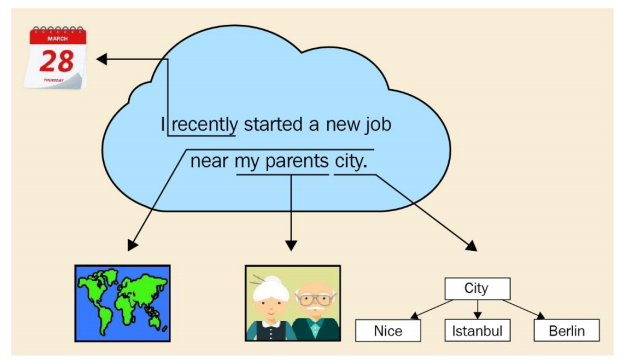 MARCH
28
THURSDAY
I recently started a new job
near my parents city.
City
Nice
Istanbul
Berlin